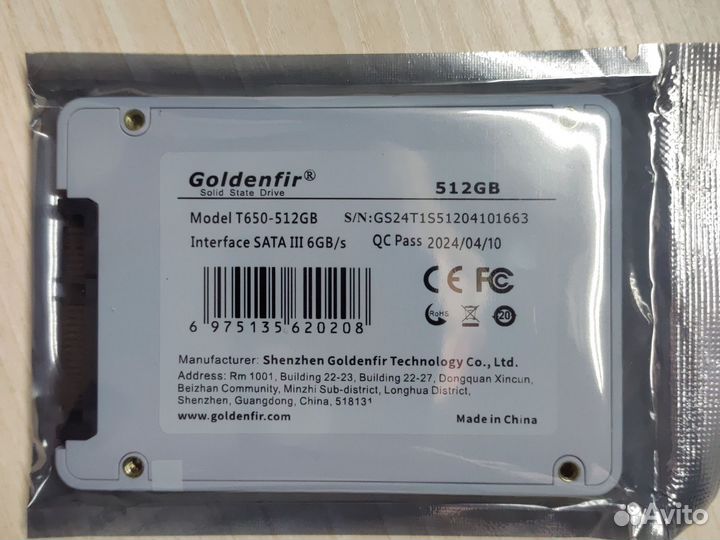 Goldenfir®
Solid State Drive
512GB
Model T650-512GB S/N:GS24T1S51204101663
Interface SATA III 6GB/s QC Pass 2024/04/10
CE FC
RoHS 20
6 975135 620208
Manufacturer: Shenzhen Goldenfir Technology Co., Ltd.
Address: Rm 1001, Building 22-23, Building 22-27, Dongquan Xincun,
Beizhan Community, Minzhi Sub-district, Longhua District,
Shenzhen, Guangdong, China, 518131
www.goldenfir.com Made in China
Avito